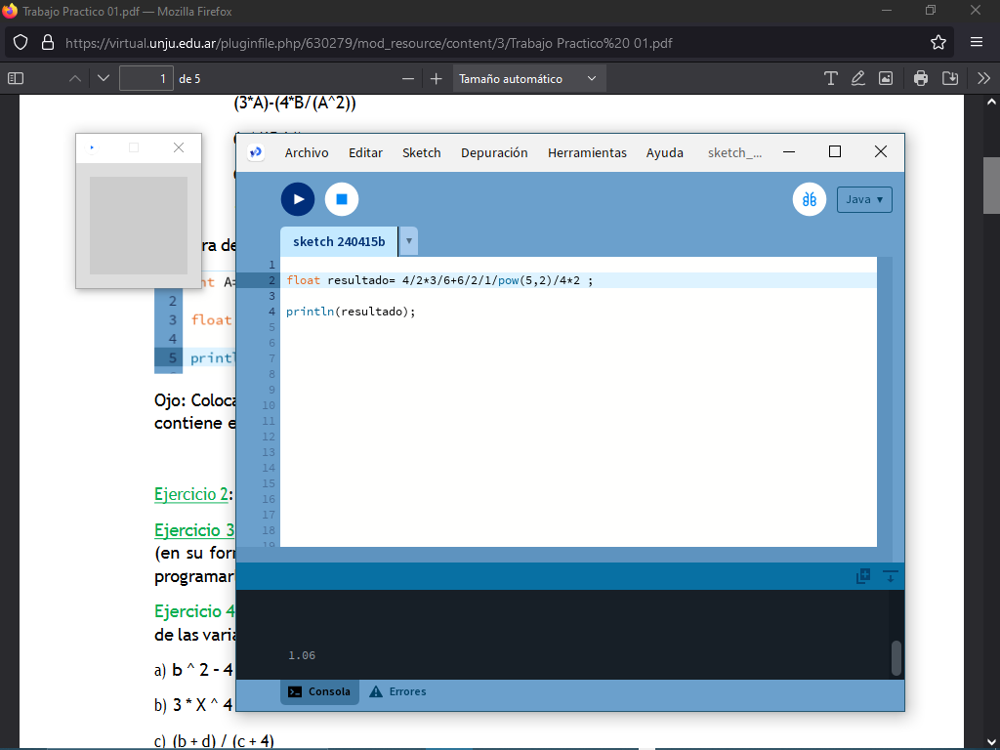 Trabajo Practico 01.pdf — Mozilla Firefox
https://virtual.unju.edu.ar/pluginfile.php/630279/mod_resource/content/3/Trabajo Practico%20 01.pdf
1 de 5
Tamaño automático
(3*A)-(4*B/(A^2))
Archivo Editar Sketch Depuración Herramientas Ayuda sketch_...
Java
sketch 240415b
ra de
nt A=
2
3 float
4
5 println
1
2 float resultado= 4/2*3/6+6/2/1/pow(5,2)/4*2 ;
3
4 println(resultado);
5
6
7
8
9
10
11
12
13
14
15
16
17
18
19
Ojo: Coloca
contiene e
Ejercicio 2:
Ejercicio 3
(en su for
programar
Ejercicio 4
de las varia
a) b ^ 2 – 4
b) 3 * X ^ 4
c) (b + d) / (c + 4)
1.06
Consola Errores